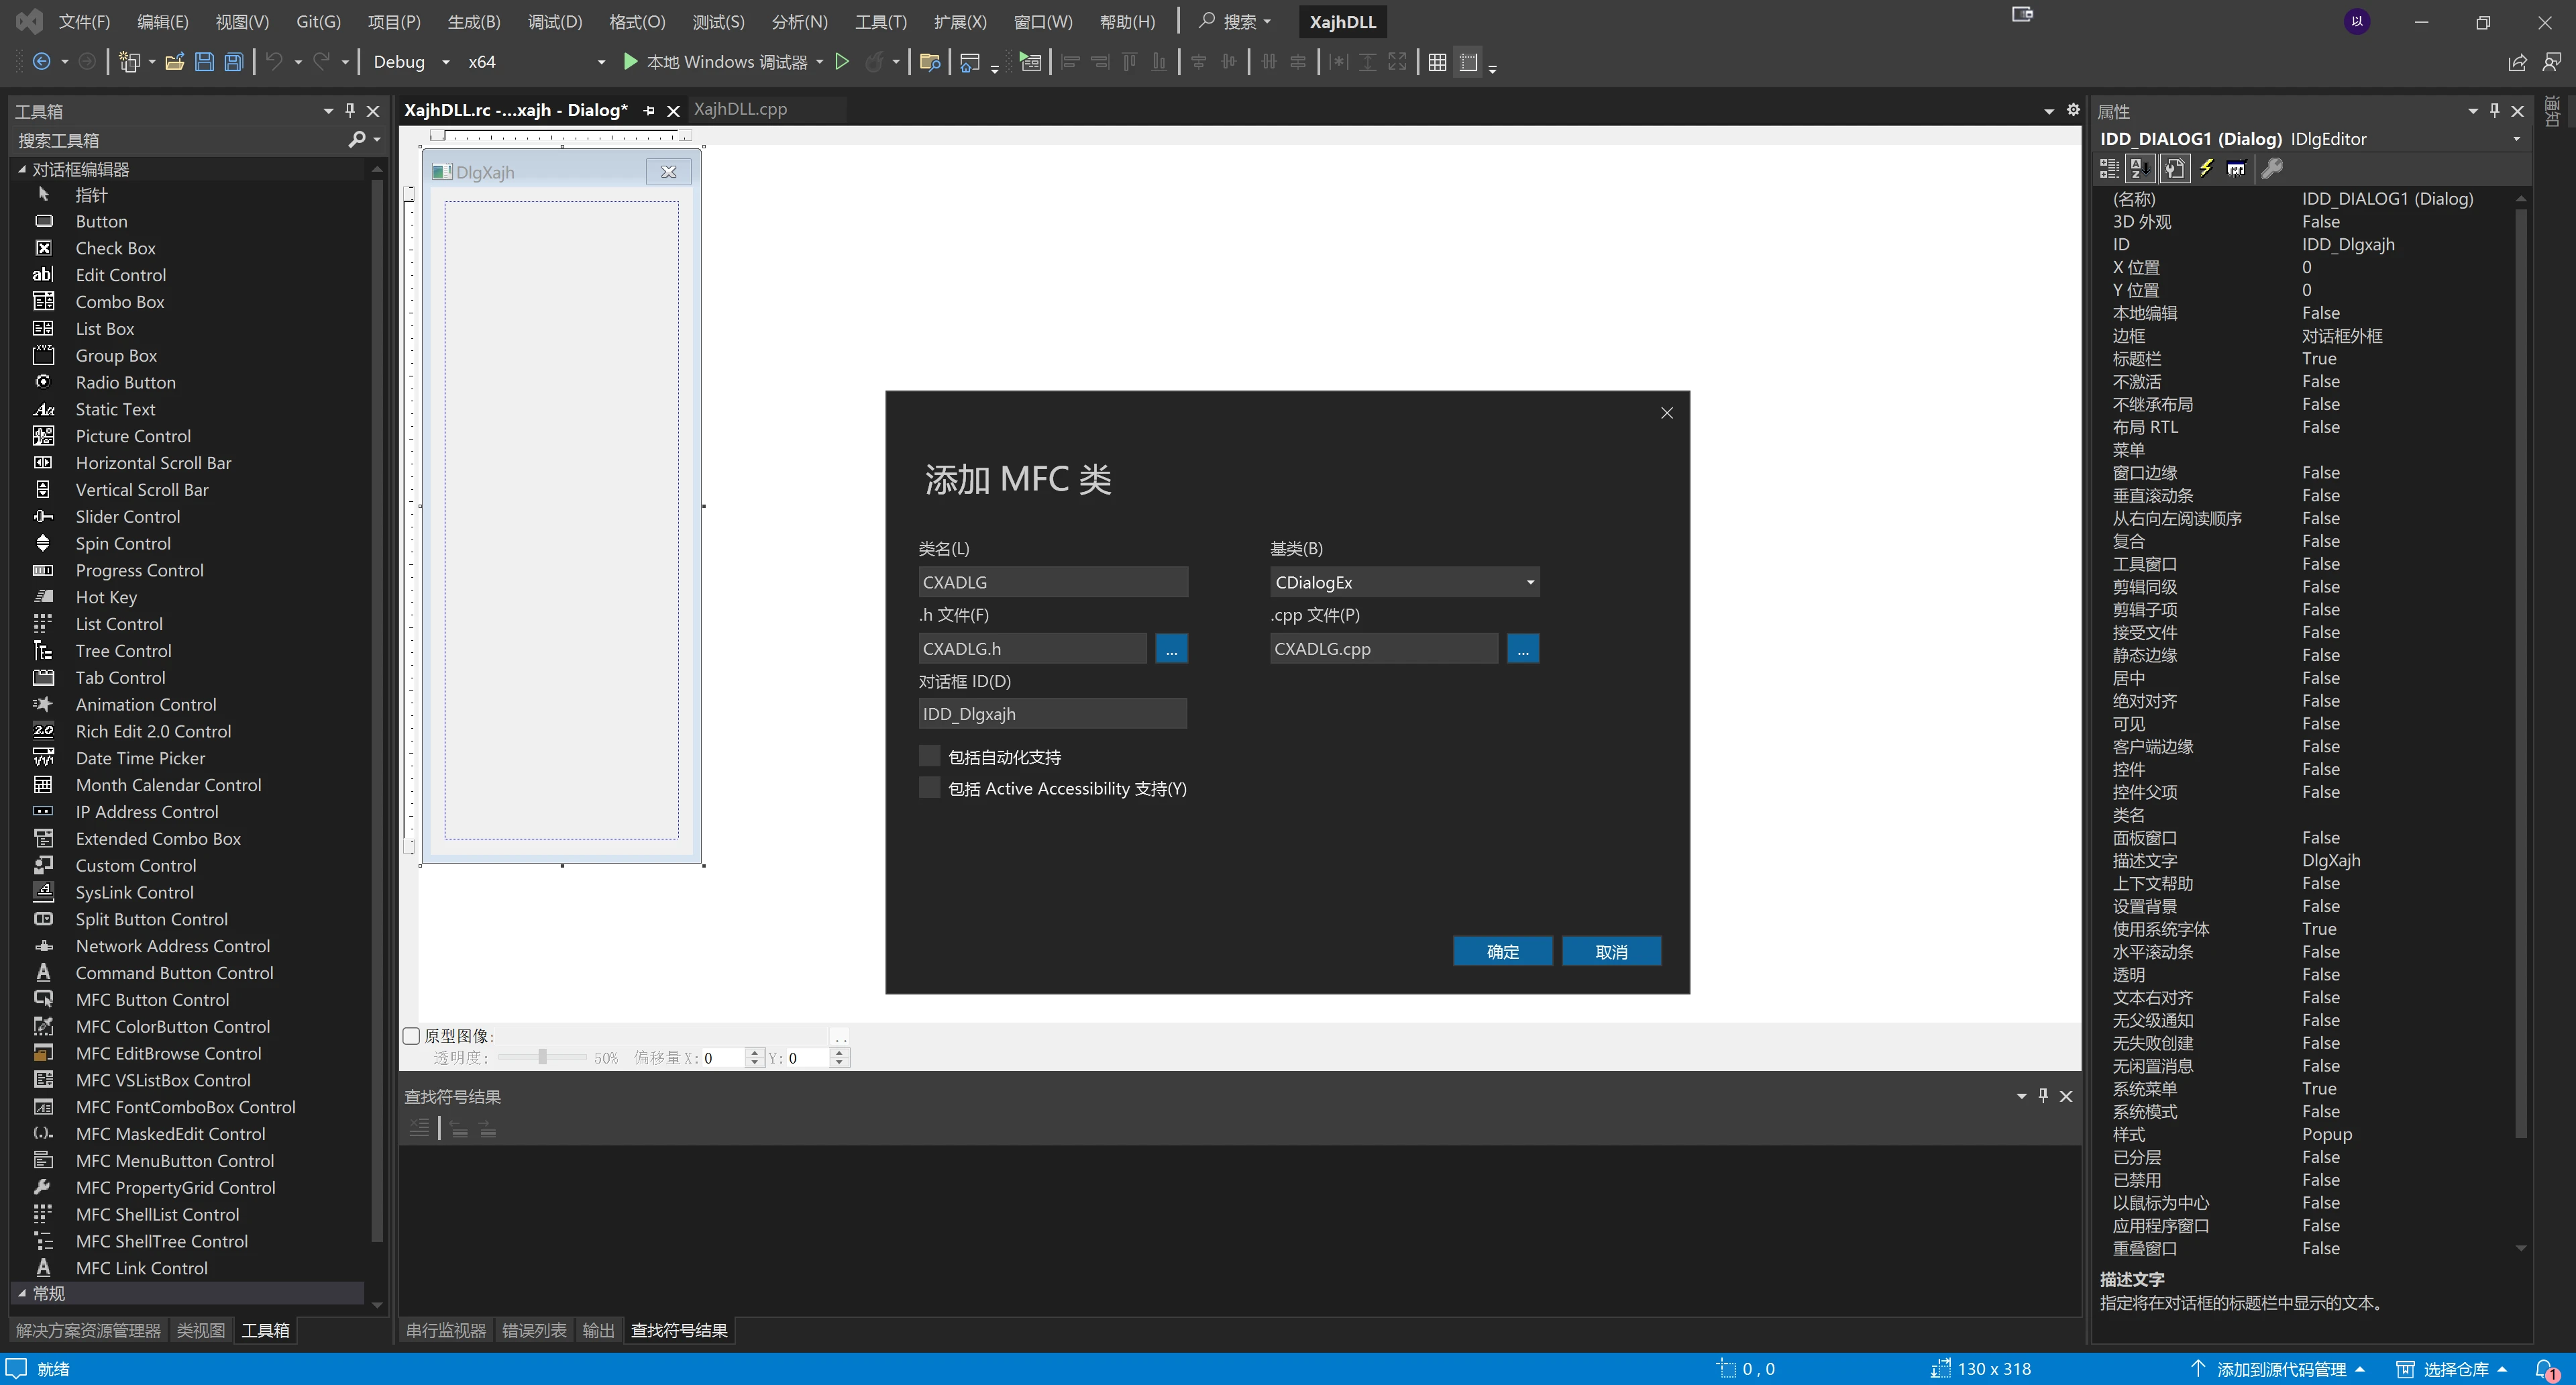 文件(F) 编辑(E) 视图(V) Git(G) 项目(P) 生成(B) 调试(D) 格式(O) 测试(S) 分析(N) 工具(T) 扩展(X) 窗口(W) 帮助(H) 搜索 XajhDLL 以
Debug x64 本地 Windows 调试器
工具箱
搜索工具箱
对话框编辑器
指针
Button
Check Box
Edit Control
Combo Box
List Box
Group Box
Radio Button
Static Text
Picture Control
Horizontal Scroll Bar
Vertical Scroll Bar
Slider Control
Spin Control
Progress Control
Hot Key
List Control
Tree Control
Tab Control
Animation Control
Rich Edit 2.0 Control
Date Time Picker
Month Calendar Control
IP Address Control
Extended Combo Box
Custom Control
SysLink Control
Split Button Control
Network Address Control
Command Button Control
MFC Button Control
MFC ColorButton Control
MFC EditBrowse Control
MFC VSListBox Control
MFC FontComboBox Control
MFC MaskedEdit Control
MFC MenuButton Control
MFC PropertyGrid Control
MFC ShellList Control
MFC ShellTree Control
MFC Link Control
常规
解决方案资源管理器 类视图 工具箱
XajhDLL.rc -...xajh - Dialog* XajhDLL.cpp
DlgXajh
添加 MFC 类
类名(L) 基类(B)
CXADLG CDialogEx
.h 文件(F) .cpp 文件(P)
CXADLG.h ... CXADLG.cpp ...
对话框 ID(D)
IDD_Dlgxajh
包括自动化支持
包括 Active Accessibility 支持(Y)
确定 取消
原型图像: ..
透明度: 50% 偏移量 X: 0 Y: 0
查找符号结果
串行监视器 错误列表 输出 查找符号结果
属性
IDD_DIALOG1 (Dialog) IDlgEditor
(名称) IDD_DIALOG1 (Dialog)
3D 外观 False
ID IDD_Dlgxajh
X 位置 0
Y 位置 0
本地编辑 False
边框 对话框外框
标题栏 True
不激活 False
不继承布局 False
布局 RTL False
菜单
窗口边缘 False
垂直滚动条 False
从右向左阅读顺序 False
复合 False
工具窗口 False
剪辑同级 False
剪辑子项 False
接受文件 False
静态边缘 False
居中 False
绝对对齐 False
可见 False
客户端边缘 False
控件 False
控件父项 False
类名
面板窗口 False
描述文字 DlgXajh
上下文帮助 False
设置背景 False
使用系统字体 True
水平滚动条 False
透明 False
文本右对齐 False
无父级通知 False
无失败创建 False
无闲置消息 False
系统菜单 True
系统模式 False
样式 Popup
已分层 False
已禁用 False
以鼠标为中心 False
应用程序窗口 False
重叠窗口 False
描述文字
指定将在对话框的标题栏中显示的文本。
通知
就绪 0 , 0 130 x 318 添加到源代码管理 选择仓库 1